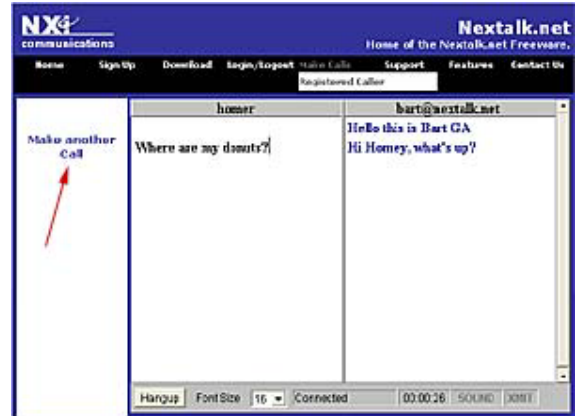 NXi
communications
Nextalk.net
Home of the Nextalk.net Freeware.
Home Sign Up Download Login/Logout Make Calls Support Features Contact Us
Registered Caller
homer bart@nextalk.net
Make another
Call
Hello this is Bart GA
Where are my donuts? Hi Homey, what's up?
Hangup Font Size 16 Connected 00:00:26 SOUND XMIT